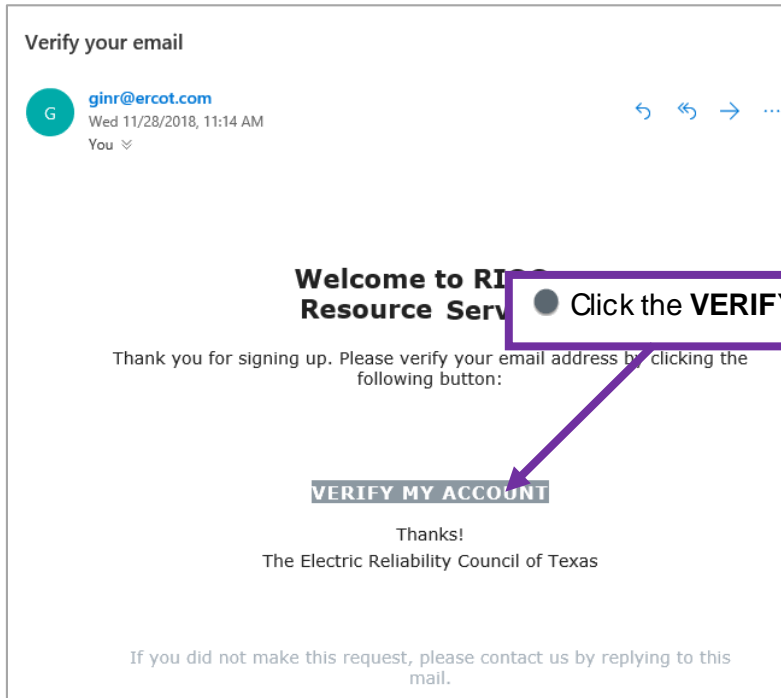 Verify your email
G
ginr@ercot.com
Wed 11/28/2018, 11:14 AM
You
Welcome to
Resource
Click the VERIFY
Thank you for signing up. Please verify your email address by clicking the
following button:
VERIFY MY ACCOUNT
Thanks!
The Electric Reliability Council of Texas
If you did not make this request, please contact us by replying to this
mail.